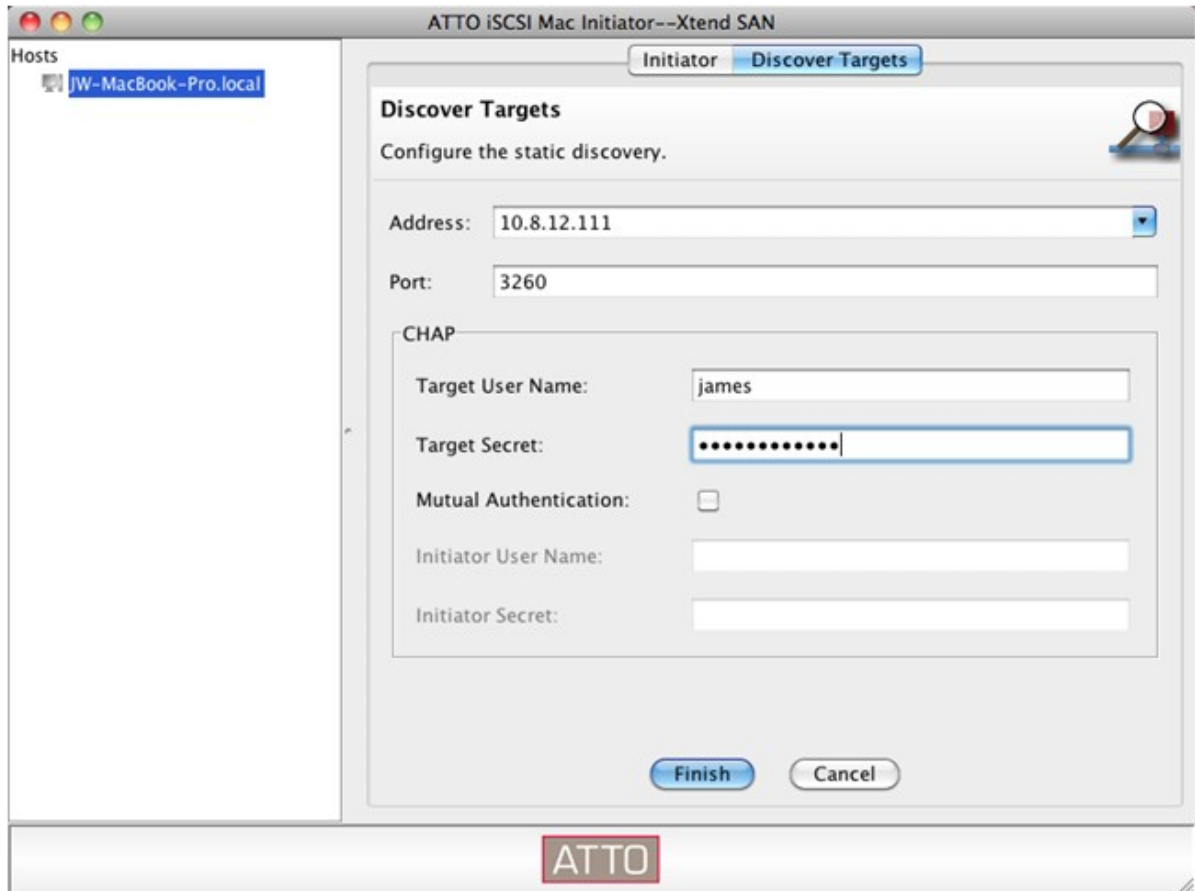 ATTO iSCSI Mac Initiator--Xtend SAN
Hosts
JW-MacBook-Pro.local
Initiator
Discover Targets
Discover Targets
Configure the static discovery.
Address: 10.8.12.111
Port: 3260
CHAP
Target User Name: james
Target Secret: ••••••••••••
Mutual Authentication:
Initiator User Name:
Initiator Secret:
Finish
Cancel
ATTO